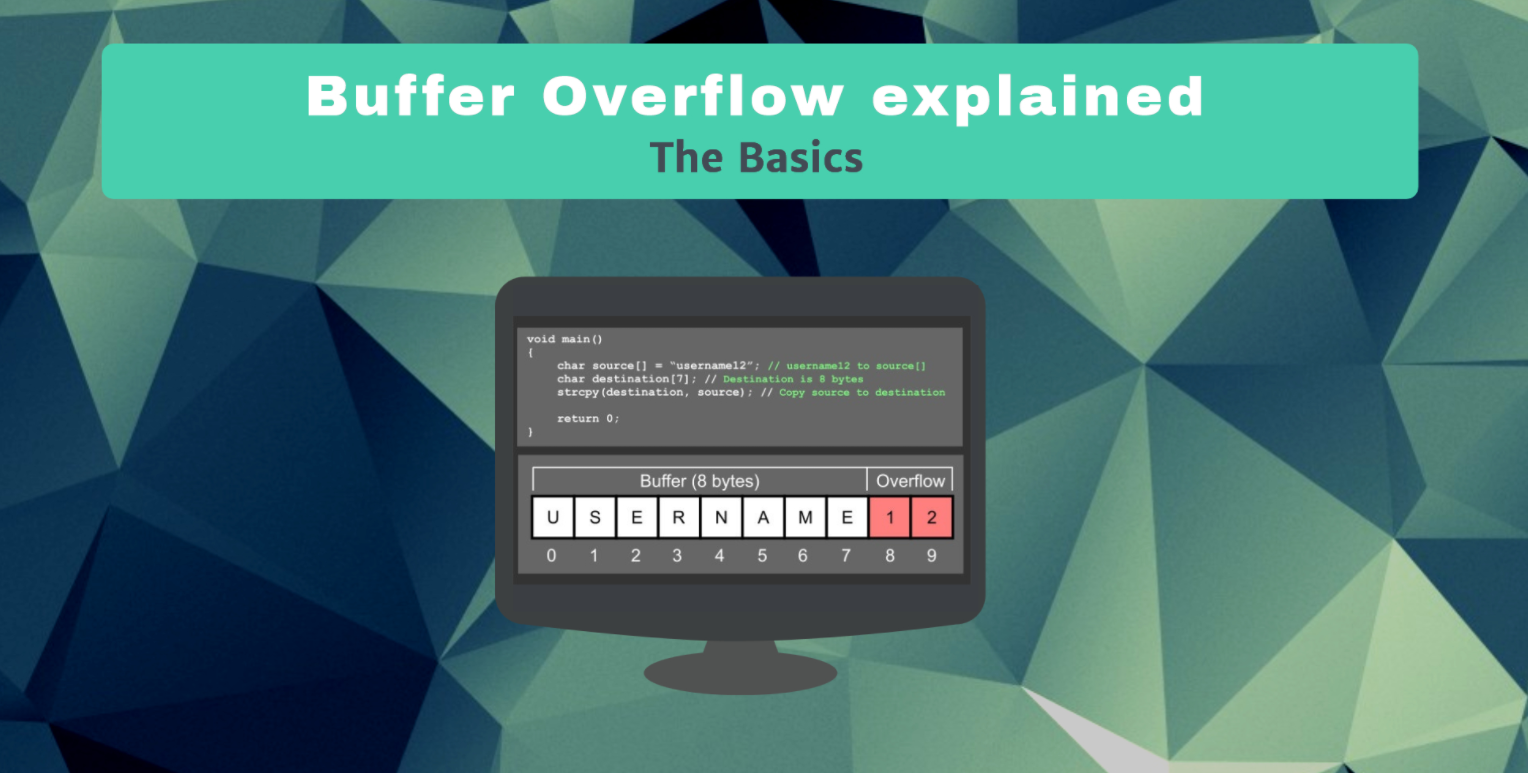 Buffer Overflow explained
The Basics
void main()
{
char source[] = "username12"; // username12 to source[]
char destination[7]; // Destination is 8 bytes
strcpy(destination, source); // Copy source to destination
return 0;
}
Buffer (8 bytes) Overflow
U S E R N A M E 1 2
0 1 2 3 4 5 6 7 8 9